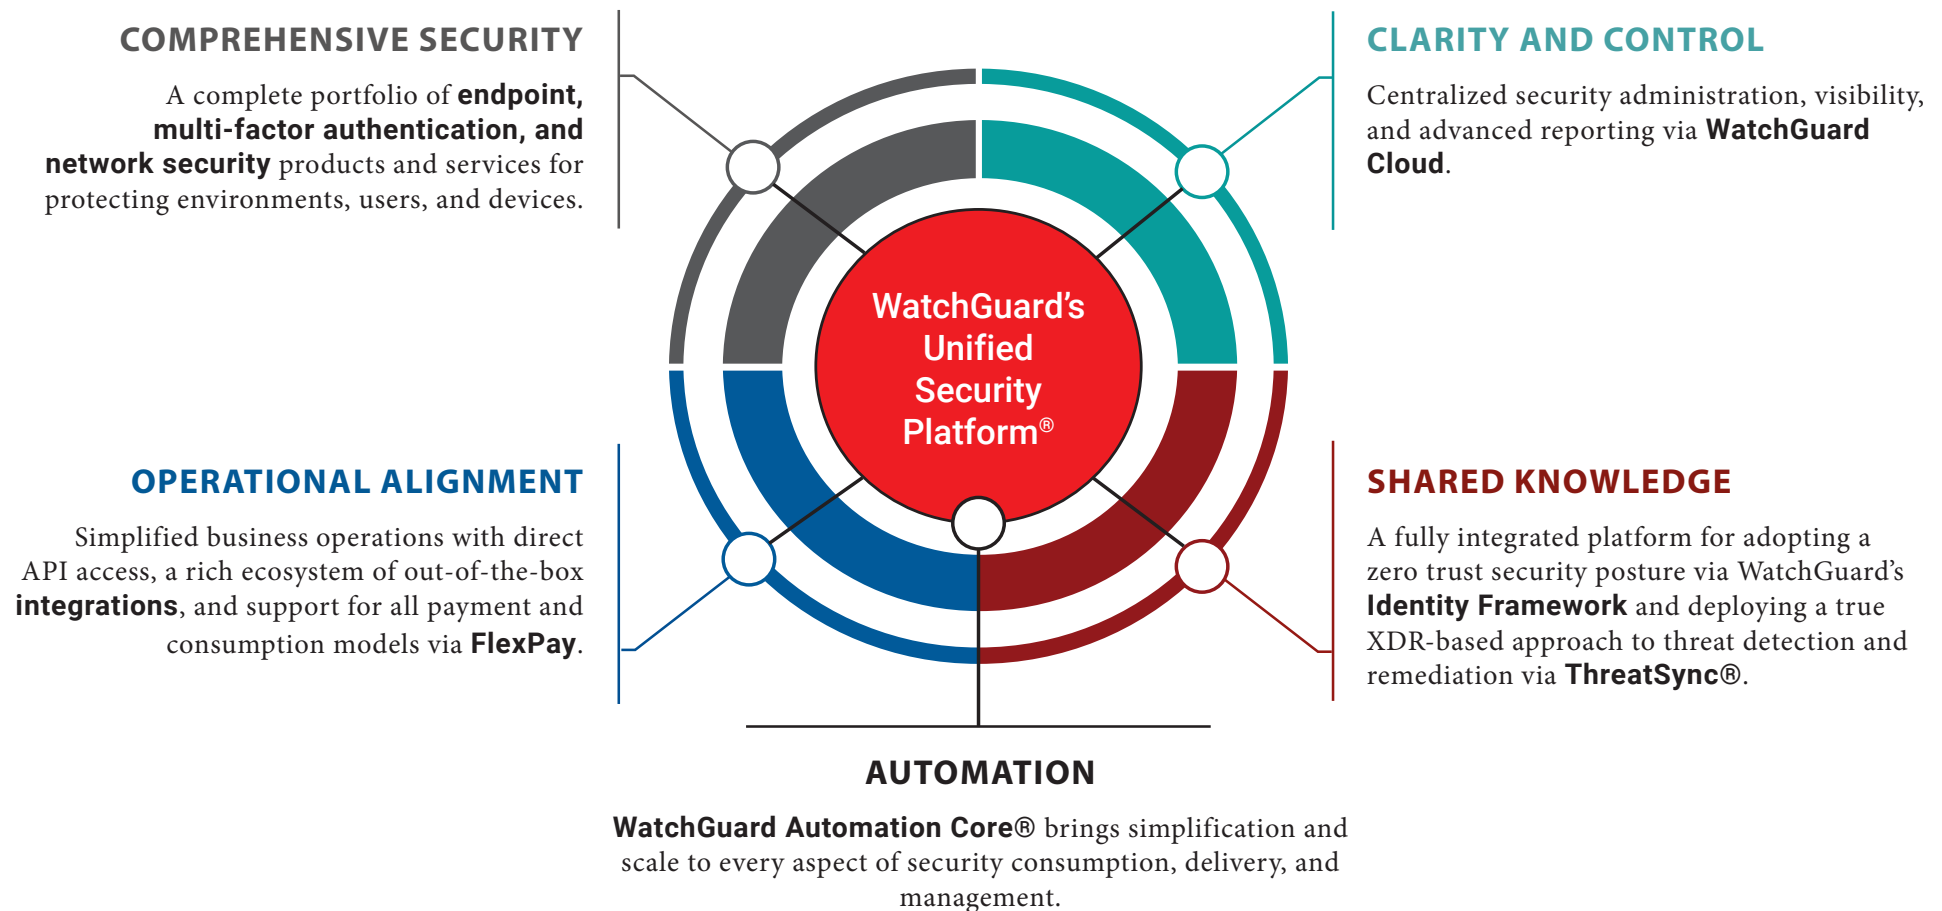 COMPREHENSIVE SECURITY
A complete portfolio of endpoint,
multi-factor authentication, and
network security products and services for
protecting environments, users, and devices.
CLARITY AND CONTROL
Centralized security administration, visibility,
and advanced reporting via WatchGuard
Cloud.
WatchGuard’s
Unified
Security
Platform®
OPERATIONAL ALIGNMENT
Simplified business operations with direct
API access, a rich ecosystem of out-of-the-box
integrations, and support for all payment and
consumption models via FlexPay.
SHARED KNOWLEDGE
A fully integrated platform for adopting a
zero trust security posture via WatchGuard’s
Identity Framework and deploying a true
XDR-based approach to threat detection and
remediation via ThreatSync®.
AUTOMATION
WatchGuard Automation Core® brings simplification and
scale to every aspect of security consumption, delivery, and
management.